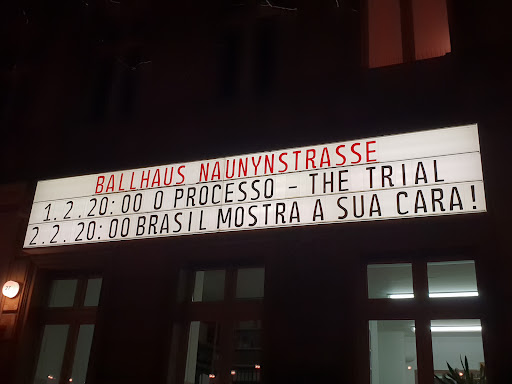 BALLHAUS NAUNYNSTRASSE
1.2.20:00 O PROCESSO - THE TRIAL
2.2.20:00 BRASIL MOSTRA A SUA CARA!